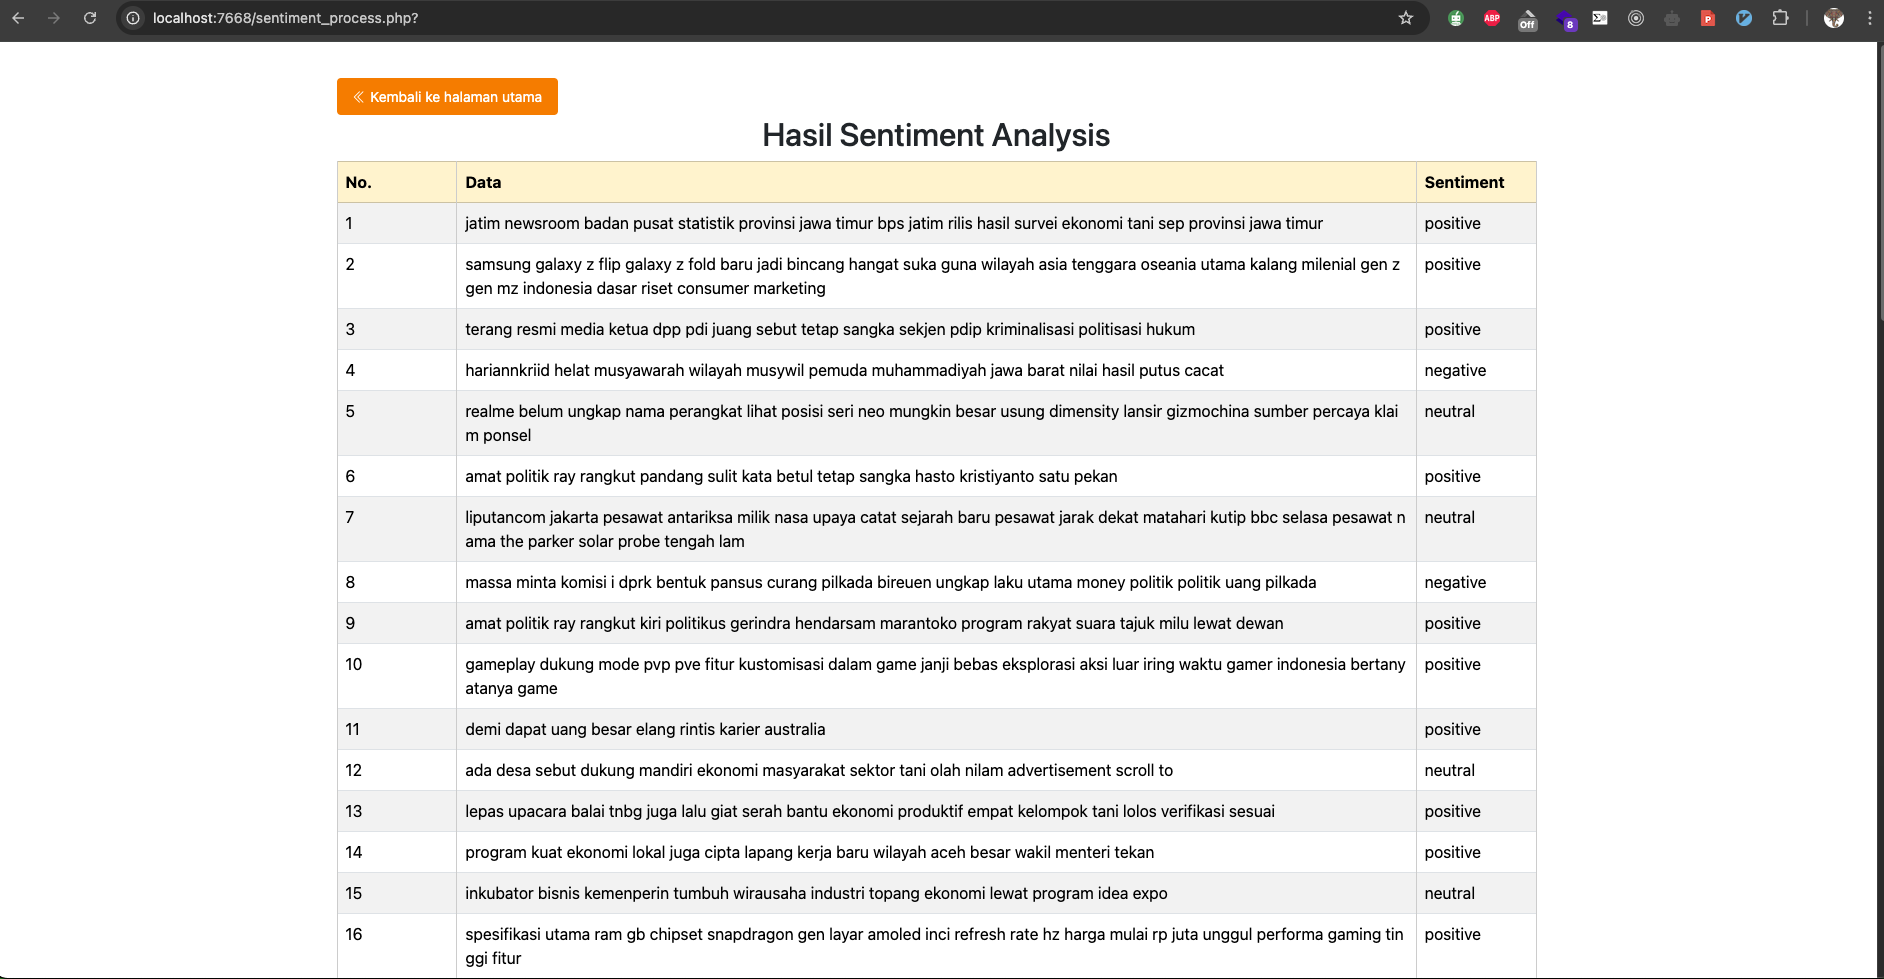 localhost:7668/sentiment_process.php?
ABP
Off
8
P
Kembali ke halaman utama
Hasil Sentiment Analysis
No. Data Sentiment
1 jatim newsroom badan pusat statistik provinsi jawa timur bps jatim rilis hasil survei ekonomi tani sep provinsi jawa timur positive
2 samsung galaxy z flip galaxy z fold baru jadi bincang hangat suka guna wilayah asia tenggara oseania utama kalang milenial gen z positive
gen mz indonesia dasar riset consumer marketing
3 terang resmi media ketua dpp pdi juang sebut tetap sangka sekjen pdip kriminalisasi politisasi hukum positive
4 hariannkriid helat musyawarah wilayah musywil pemuda muhammadiyah jawa barat nilai hasil putus cacat negative
5 realme belum ungkap nama perangkat lihat posisi seri neo mungkin besar usung dimensity lansir gizmochina sumber percaya klai neutral
m ponsel
6 amat politik ray rangkut pandang sulit kata betul tetap sangka hasto kristiyanto satu pekan positive
7 liputancom jakarta pesawat antariksa milik nasa upaya catat sejarah baru pesawat jarak dekat matahari kutip bbc selasa pesawat n neutral
ama the parker solar probe tengah lam
8 massa minta komisi i dprk bentuk pansus curang pilkada bireuen ungkap laku utama money politik politik uang pilkada negative
9 amat politik ray rangkut kiri politikus gerindra hendarsam marantoko program rakyat suara tajuk milu lewat dewan positive
10 gameplay dukung mode pvp pve fitur kustomisasi dalam game janji bebas eksplorasi aksi luar iring waktu gamer indonesia bertany positive
atanya game
11 demi dapat uang besar elang rintis karier australia positive
12 ada desa sebut dukung mandiri ekonomi masyarakat sektor tani olah nilam advertisement scroll to neutral
13 lepas upacara balai tnbg juga lalu giat serah bantu ekonomi produktif empat kelompok tani lolos verifikasi sesuai positive
14 program kuat ekonomi lokal juga cipta lapang kerja baru wilayah aceh besar wakil menteri tekan positive
15 inkubator bisnis kemenperin tumbuh wirausaha industri topang ekonomi lewat program idea expo neutral
16 spesifikasi utama ram gb chipset snapdragon gen layar amoled inci refresh rate hz harga mulai rp juta unggul performa gaming tin positive
ggi fitur